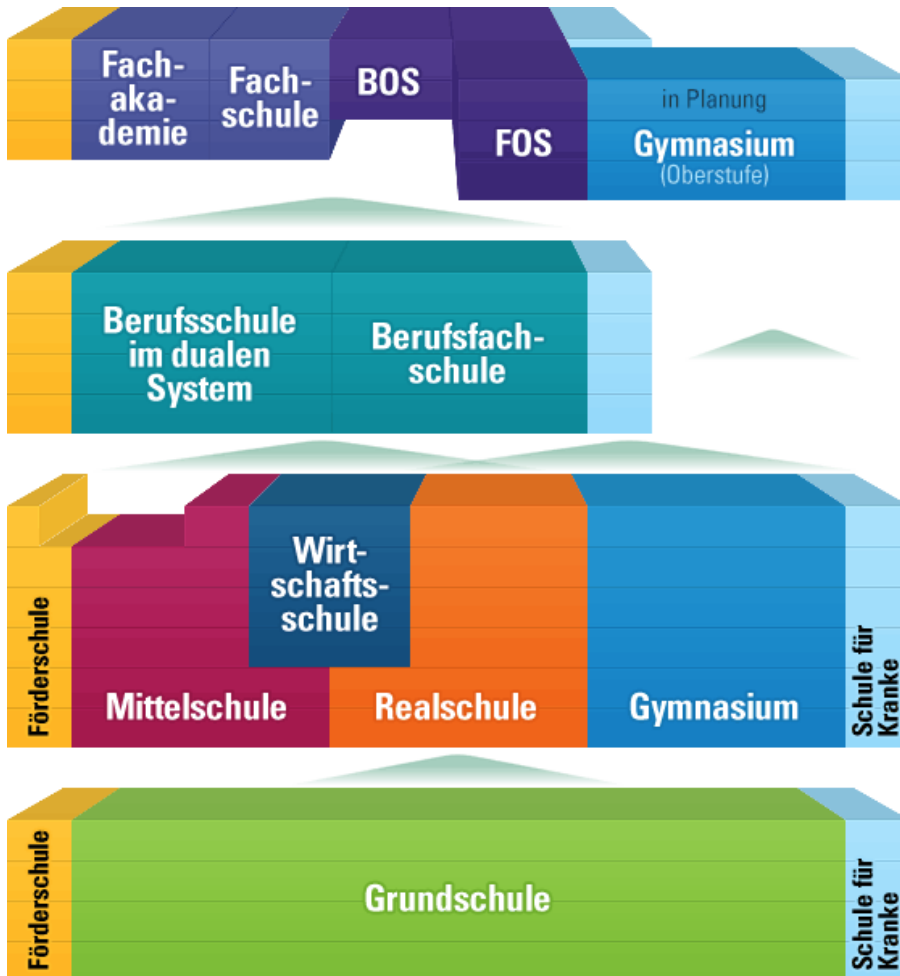 Fach-
aka-
demie
Fach-
schule
BOS
FOS
in Planung
Gymnasium
(Oberstufe)
Berufsschule
im dualen
System
Berufsfach-
schule
Förderschule
Mittelschule
Wirt-
schafts-
schule
Realschule
Gymnasium
Schule für
Kranke
Förderschule
Grundschule
Schule für
Kranke